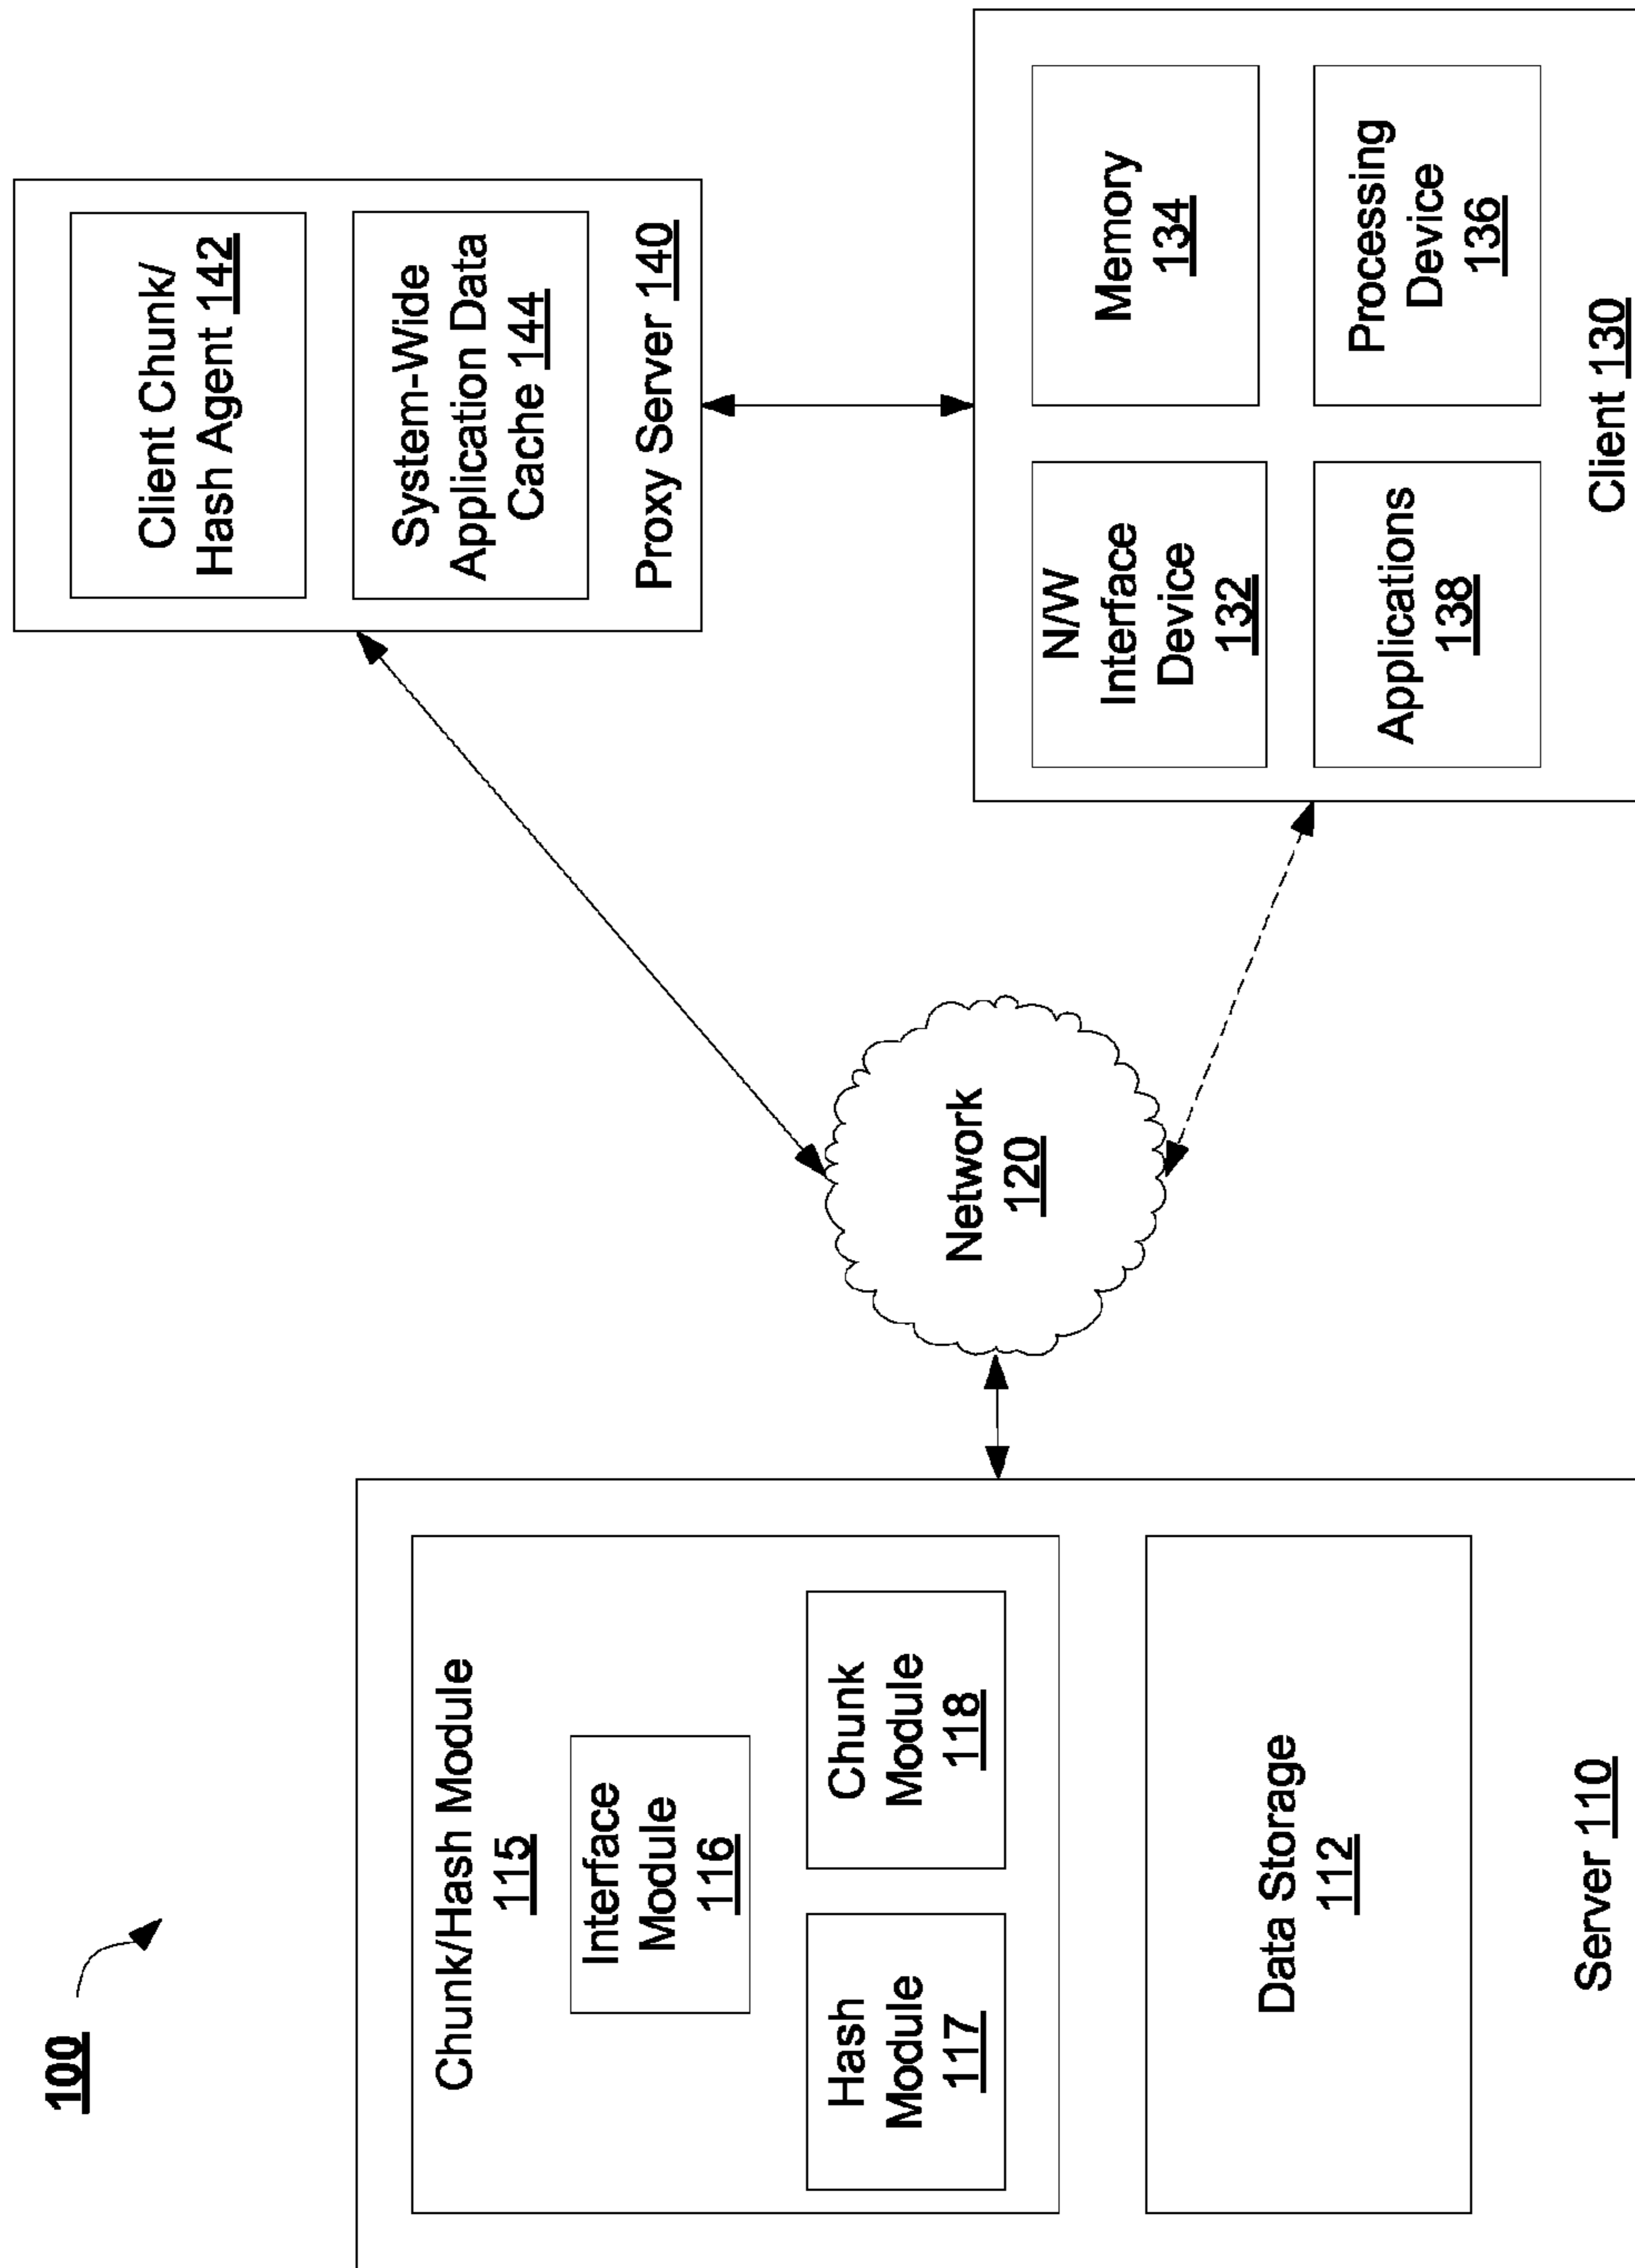 100
Chunk/Hash Module
115
Interface
Module
116
Hash
Module
117
Chunk
Module
118
Data Storage
112
Server 110
Network
120
Client Chunk/
Hash Agent 142
System-Wide
Application Data
Cache 144
Proxy Server 140
N/W
Interface
Device
132
Memory
134
Applications
138
Processing
Device
136
Client 130